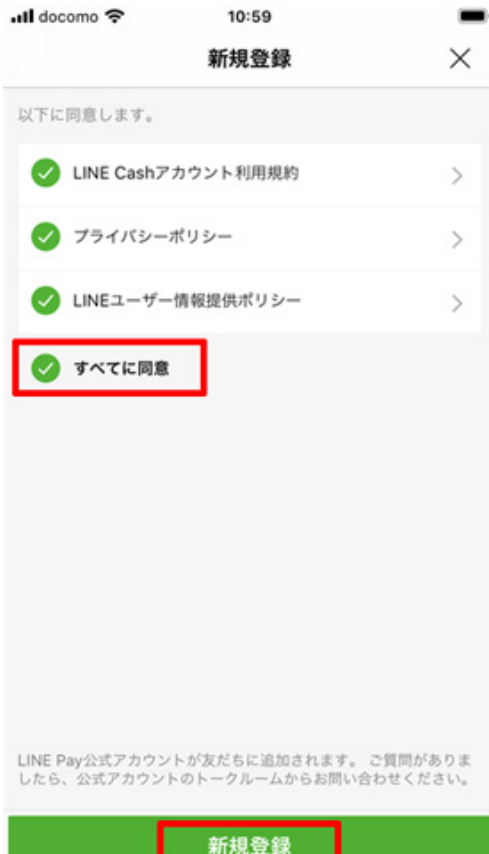 docomo
10:59
新規登録
以下に同意します。
LINE Cashアカウント利用規約
プライバシーポリシー
LINEユーザー情報提供ポリシー
すべてに同意
LINE Pay公式アカウントが友だちに追加されます。 ご質問がありま
したら、公式アカウントのトークルームからお問い合わせください。
新規登録